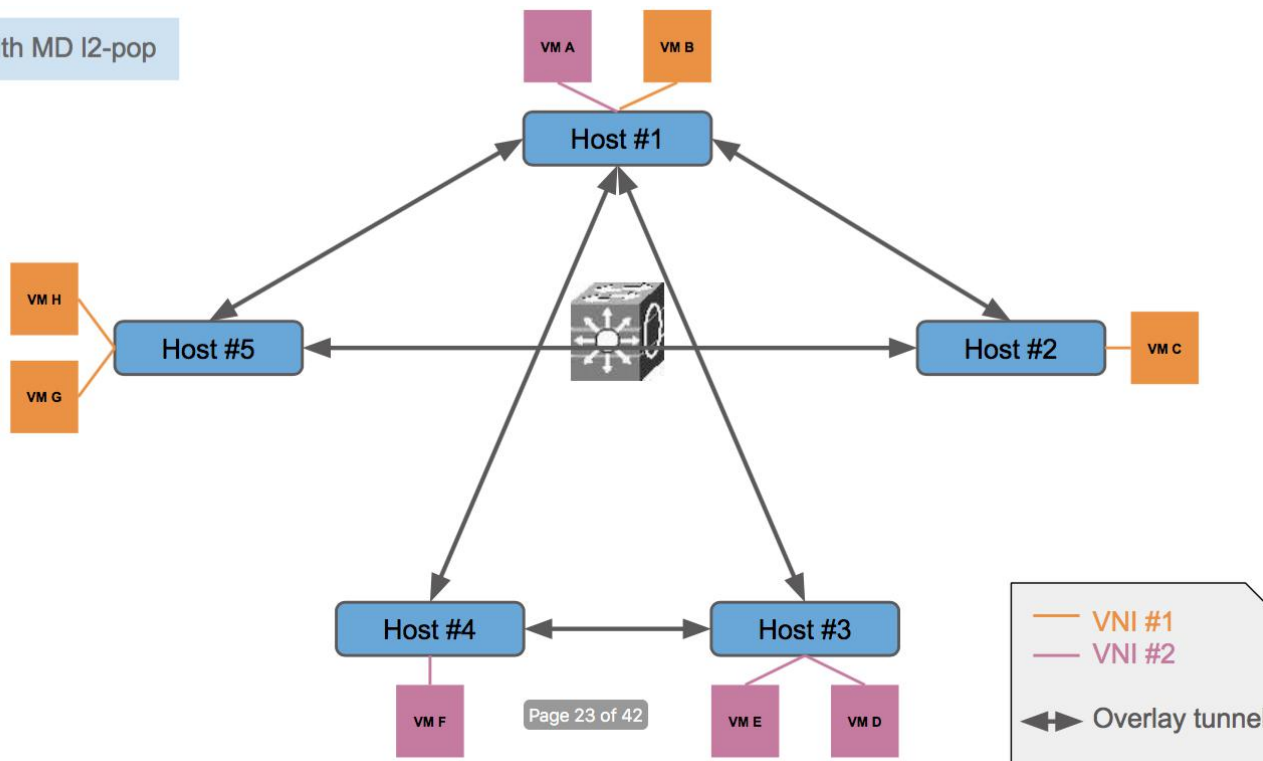 th MD l2-pop
VM A
VM B
Host #1
VM H
VM G
Host #5
Host #2
VM C
Host #4
Host #3
VM F
Page 23 of 42
VM E
VM D
VNI #1
VNI #2
Overlay tunnel